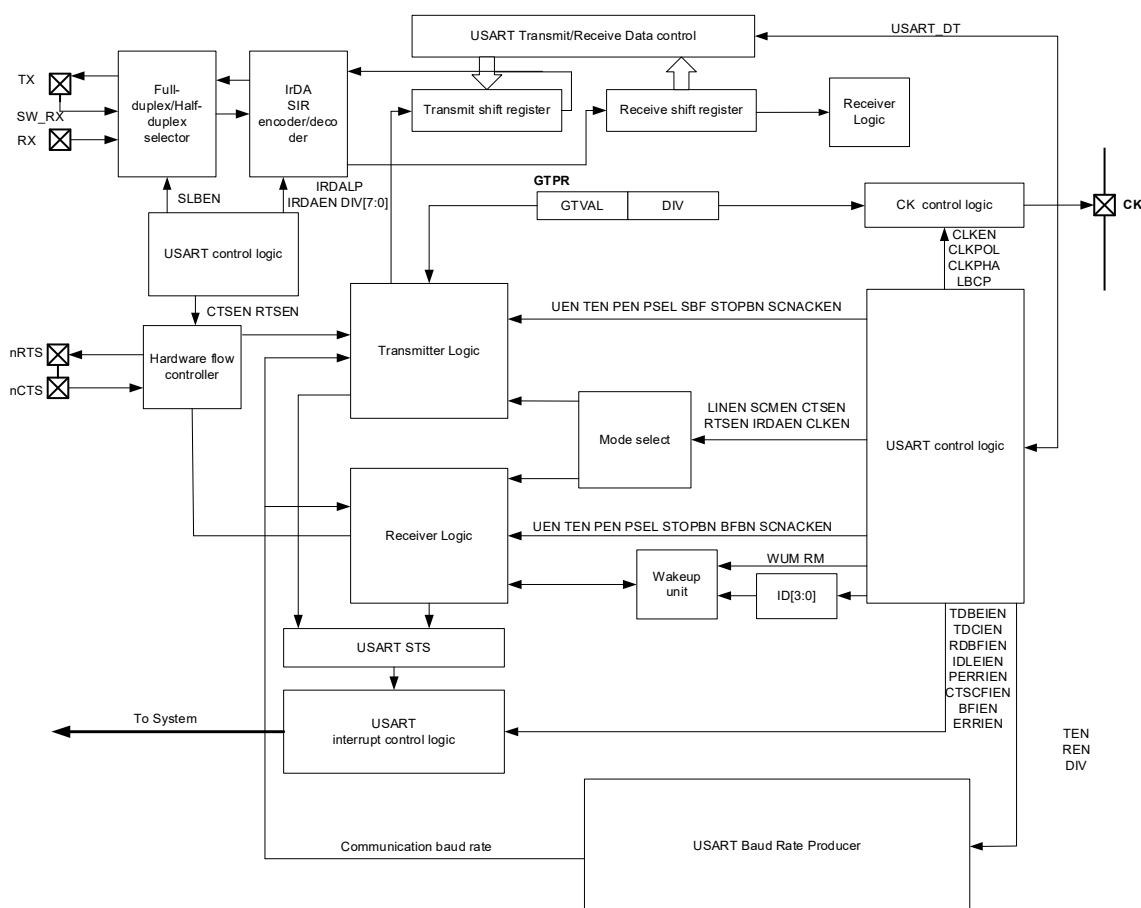 USART Transmit/Receive Data control
USART_DT
TX
SW_RX
RX
Full-
duplex/Half-
duplex
selector
IrDA
SIR
encoder/deco
der
Transmit shift register
Receive shift register
Receiver
Logic
SLBEN
IRDALP
IRDAEN DIV[7:0]
GTPR
GTVAL
DIV
CK control logic
CK
USART control logic
CLKEN
CLKPOL
CLKPHA
LBCP
CTSEN RTSEN
UEN TEN PEN PSEL SBF STOPBN SCNACKEN
nRTS
nCTS
Hardware flow
controller
Transmitter Logic
LINEN SCMEN CTSEN
RTSEN IRDAEN CLKEN
Mode select
USART control logic
UEN TEN PEN PSEL STOPBN BFBN SCNACKEN
Receiver Logic
WUM RM
Wakeup
unit
ID[3:0]
USART STS
TDBEIEN
TDCIEN
RDBFIEN
IDLEIEN
PERRIEN
CTSCFIEN
BFIEN
ERRIEN
To System
USART
interrupt control logic
TEN
REN
DIV
Communication baud rate
USART Baud Rate Producer